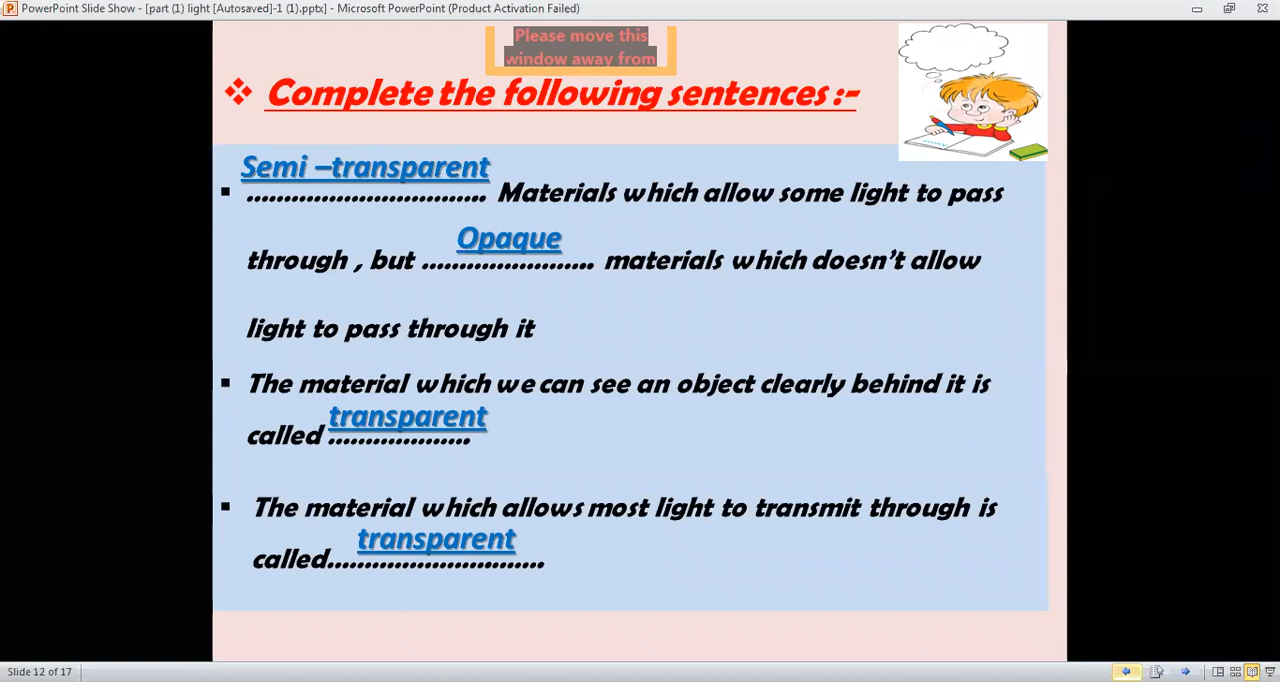 PowerPoint Slide Show - [part (1) light [Autosaved]-1 (1).pptx] - Microsoft PowerPoint (Product Activation Failed)
Please move this
window away from
❖ Complete the following sentences :-
Semi –transparent
▪ ................................ Materials which allow some light to pass
Opaque
through , but ....................... materials which doesn't allow
light to pass through it
▪ The material which we can see an object clearly behind it is
transparent
called ...................
▪ The material which allows most light to transmit through is
transparent
called.............................
Slide 12 of 17